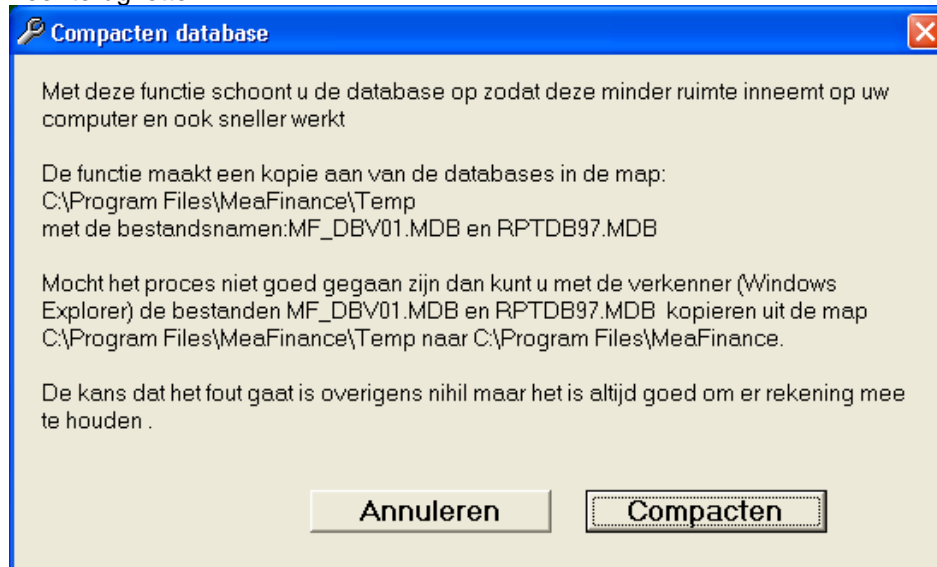 Compacten database
Met deze functie schoont u de database op zodat deze minder ruimte inneemt op uw
computer en ook sneller werkt
De functie maakt een kopie aan van de databases in de map:
C:\Program Files\MeaFinance\Temp
met de bestandsnamen:MF_DBV01.MDB en RPTDB97.MDB
Mocht het proces niet goed gegaan zijn dan kunt u met de verkenner (Windows
Explorer) de bestanden MF_DBV01.MDB en RPTDB97.MDB  kopieren uit de map
C:\Program Files\MeaFinance\Temp naar C:\Program Files\MeaFinance.
De kans dat het fout gaat is overigens nihil maar het is altijd goed om er rekening mee
te houden .
Annuleren
Compacten